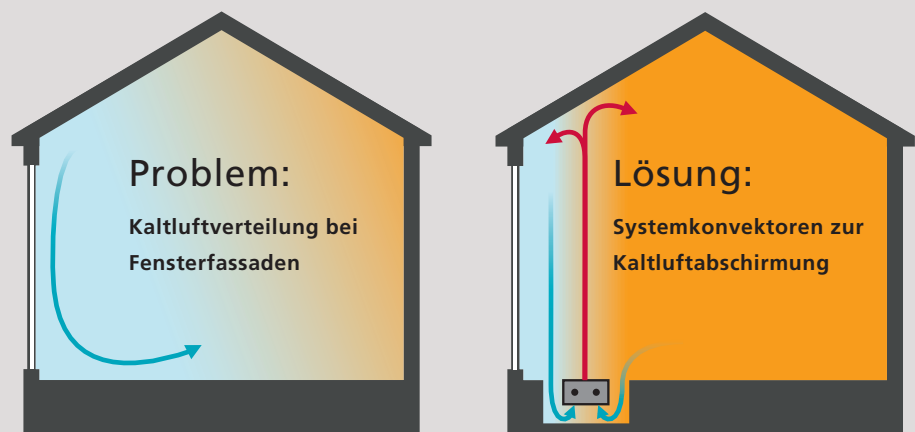 Problem:
Kaltluftverteilung bei
Fensterfassaden
Lösung:
Systemkonvektoren zur
Kaltluftabschirmung